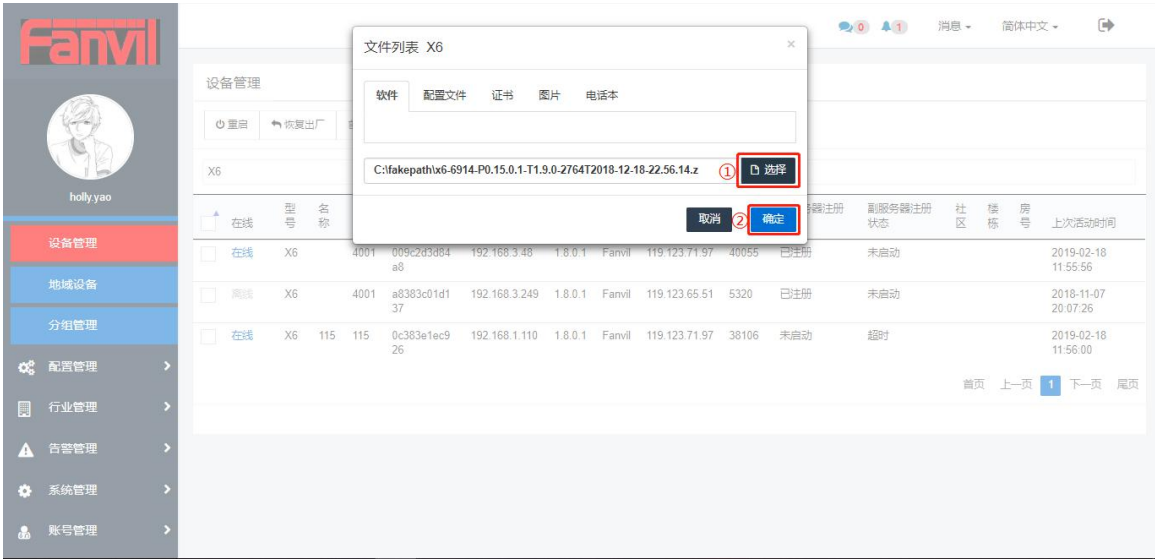 Fanvil
0
1
消息
简体中文
文件列表 X6
×
设备管理
软件 配置文件 证书 图片 电话本
重启 恢复出厂
C:\fakepath\x6-6914-P0.15.0.1-T1.9.0-2764T2018-12-18-22.56.14.z ① 选择
X6
holly.yao
取消 ② 确定
在线 型号 名称 器注册 副服务器注册状态 社区 楼栋 房号 上次活动时间
设备管理
在线 X6 4001 009c2d3d84 192.168.3.48 1.8.0.1 Fanvil 119.123.71.97 40055 已注册 未启动 2019-02-18
a8 11:55:56
地域设备
离线 X6 4001 a8383c01d1 192.168.3.249 1.8.0.1 Fanvil 119.123.65.51 5320 已注册 未启动 2018-11-07
37 20:07:26
分组管理
在线 X6 115 115 0c383e1ec9 192.168.1.110 1.8.0.1 Fanvil 119.123.71.97 38106 未启动 超时 2019-02-18
26 11:56:00
配置管理
首页 上一页 1 下一页 尾页
行业管理
告警管理
系统管理
账号管理